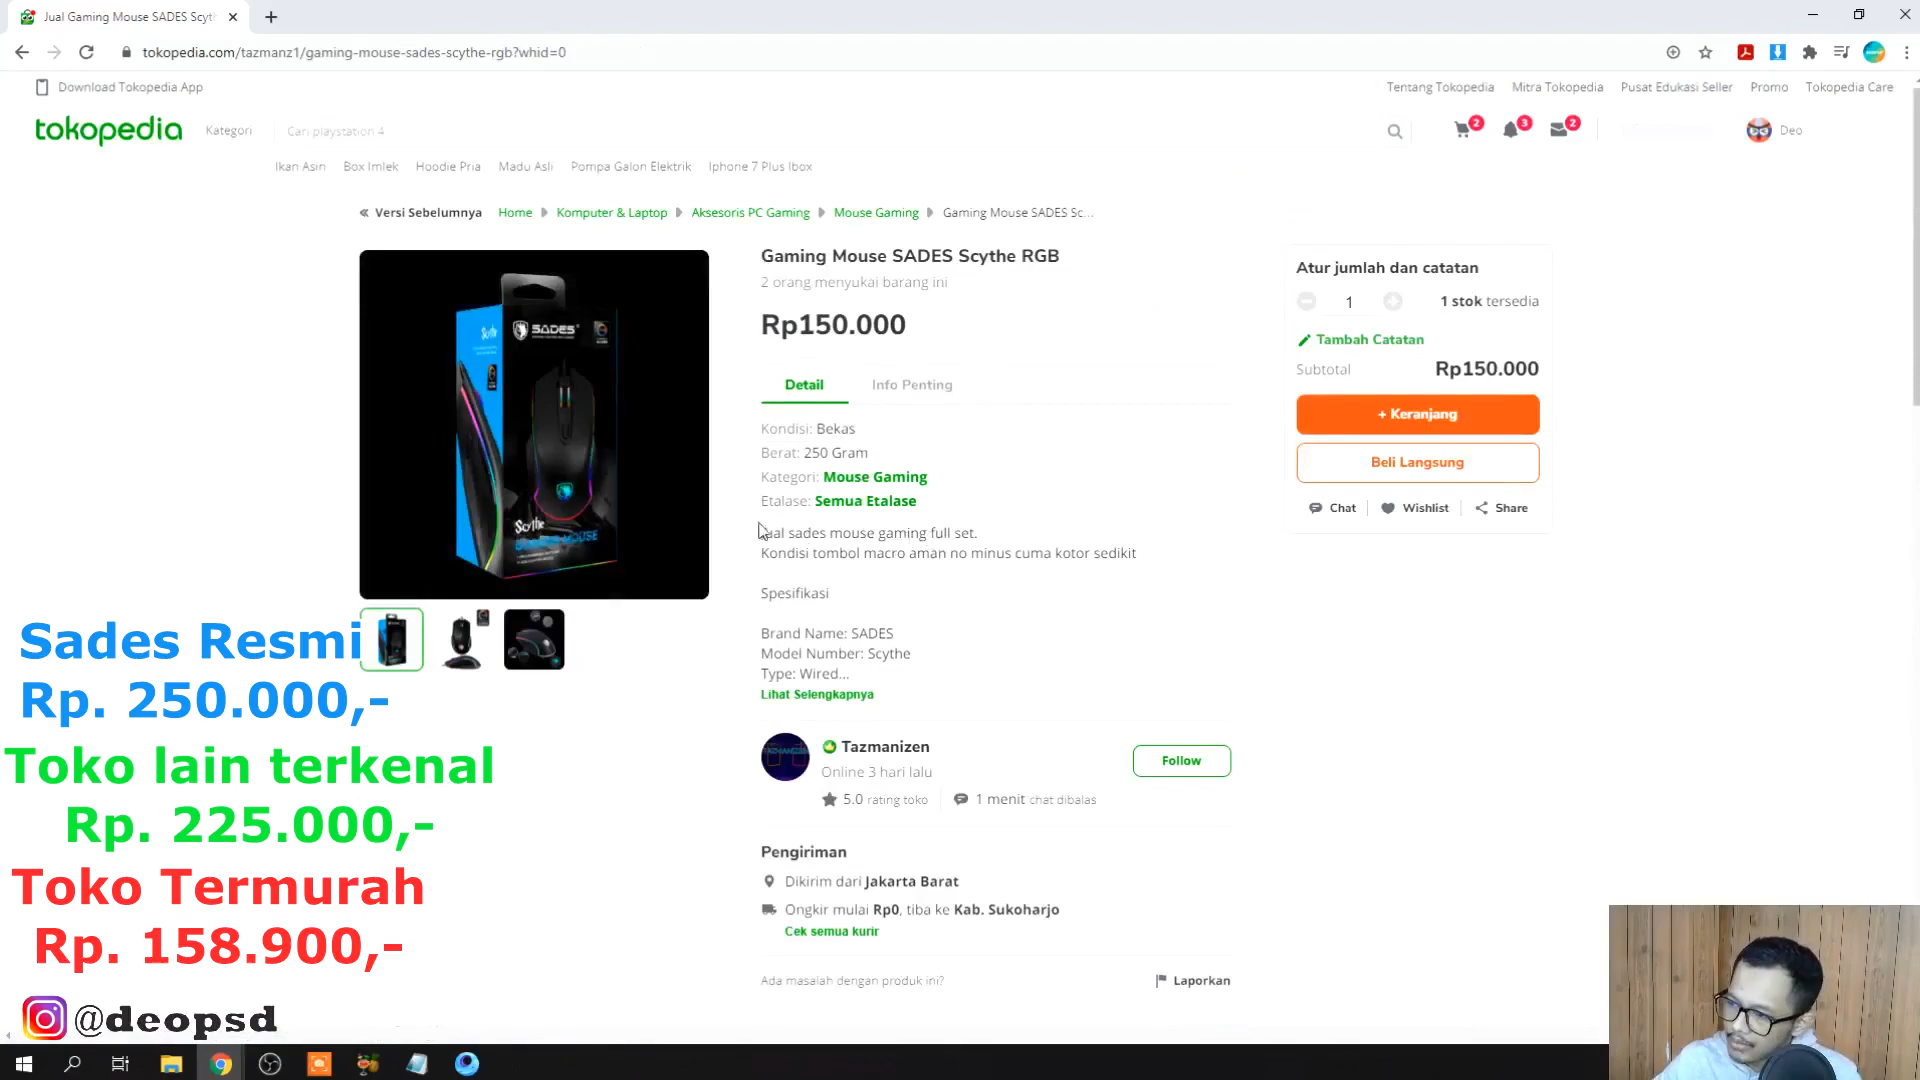 Jual Gaming Mouse SADES Scyth
tokopedia.com/tazmanz1/gaming-mouse-sades-scythe-rgb?whid=0
Download Tokopedia App
Tentang Tokopedia
Mitra Tokopedia
Pusat Edukasi Seller
Promo
Tokopedia Care
tokopedia
Kategori
Cari playstation 4
2
3
2
Deo
Ikan Asin
Box Imlek
Hoodie Pria
Madu Asli
Pompa Galon Elektrik
Iphone 7 Plus Ibox
« Versi Sebelumnya
Home
Komputer & Laptop
Aksesoris PC Gaming
Mouse Gaming
Gaming Mouse SADES Sc...
SADES
Scythe
GAMING MOUSE
Gaming Mouse SADES Scythe RGB
2 orang menyukai barang ini
Rp150.000
Detail
Info Penting
Kondisi: Bekas
Berat: 250 Gram
Kategori: Mouse Gaming
Etalase: Semua Etalase
Jual sades mouse gaming full set.
Kondisi tombol macro aman no minus cuma kotor sedikit
Spesifikasi
Brand Name: SADES
Model Number: Scythe
Type: Wired...
Lihat Selengkapnya
Tazmanizen
Online 3 hari lalu
Follow
5.0 rating toko
1 menit chat dibalas
Pengiriman
Dikirim dari Jakarta Barat
Ongkir mulai Rp0, tiba ke Kab. Sukoharjo
Cek semua kurir
Ada masalah dengan produk ini?
Laporkan
Atur jumlah dan catatan
1
1 stok tersedia
Tambah Catatan
Subtotal
Rp150.000
+ Keranjang
Beli Langsung
Chat
Wishlist
Share
Sades Resmi
Rp. 250.000,-
Toko lain terkenal
Rp. 225.000,-
Toko Termurah
Rp. 158.900,-
@deopsd